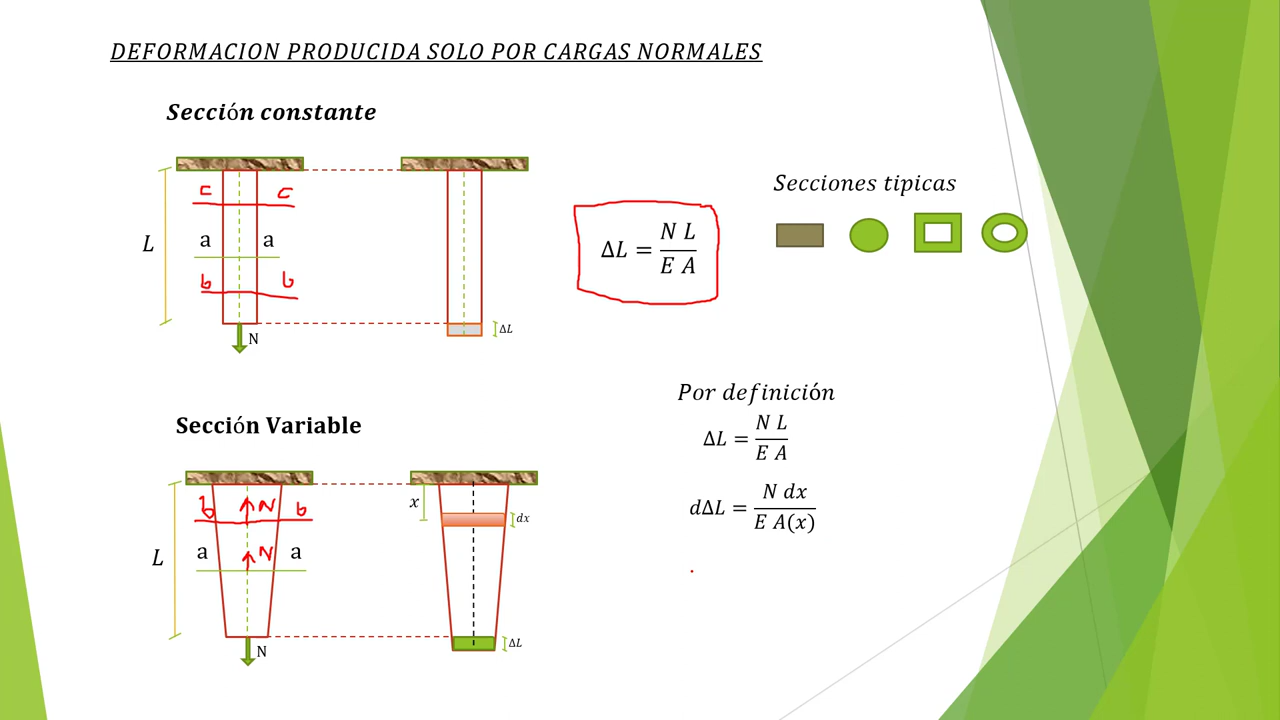 DEFORMACION PRODUCIDA SOLO POR CARGAS NORMALES
Sección constante
c c
L a a
b b
N
ΔL
ΔL = N L / E A
Secciones tipicas
Sección Variable
b N b
L a N a
N
x
dx
ΔL
Por definición
ΔL = N L / E A
dΔL = N dx / E A(x)